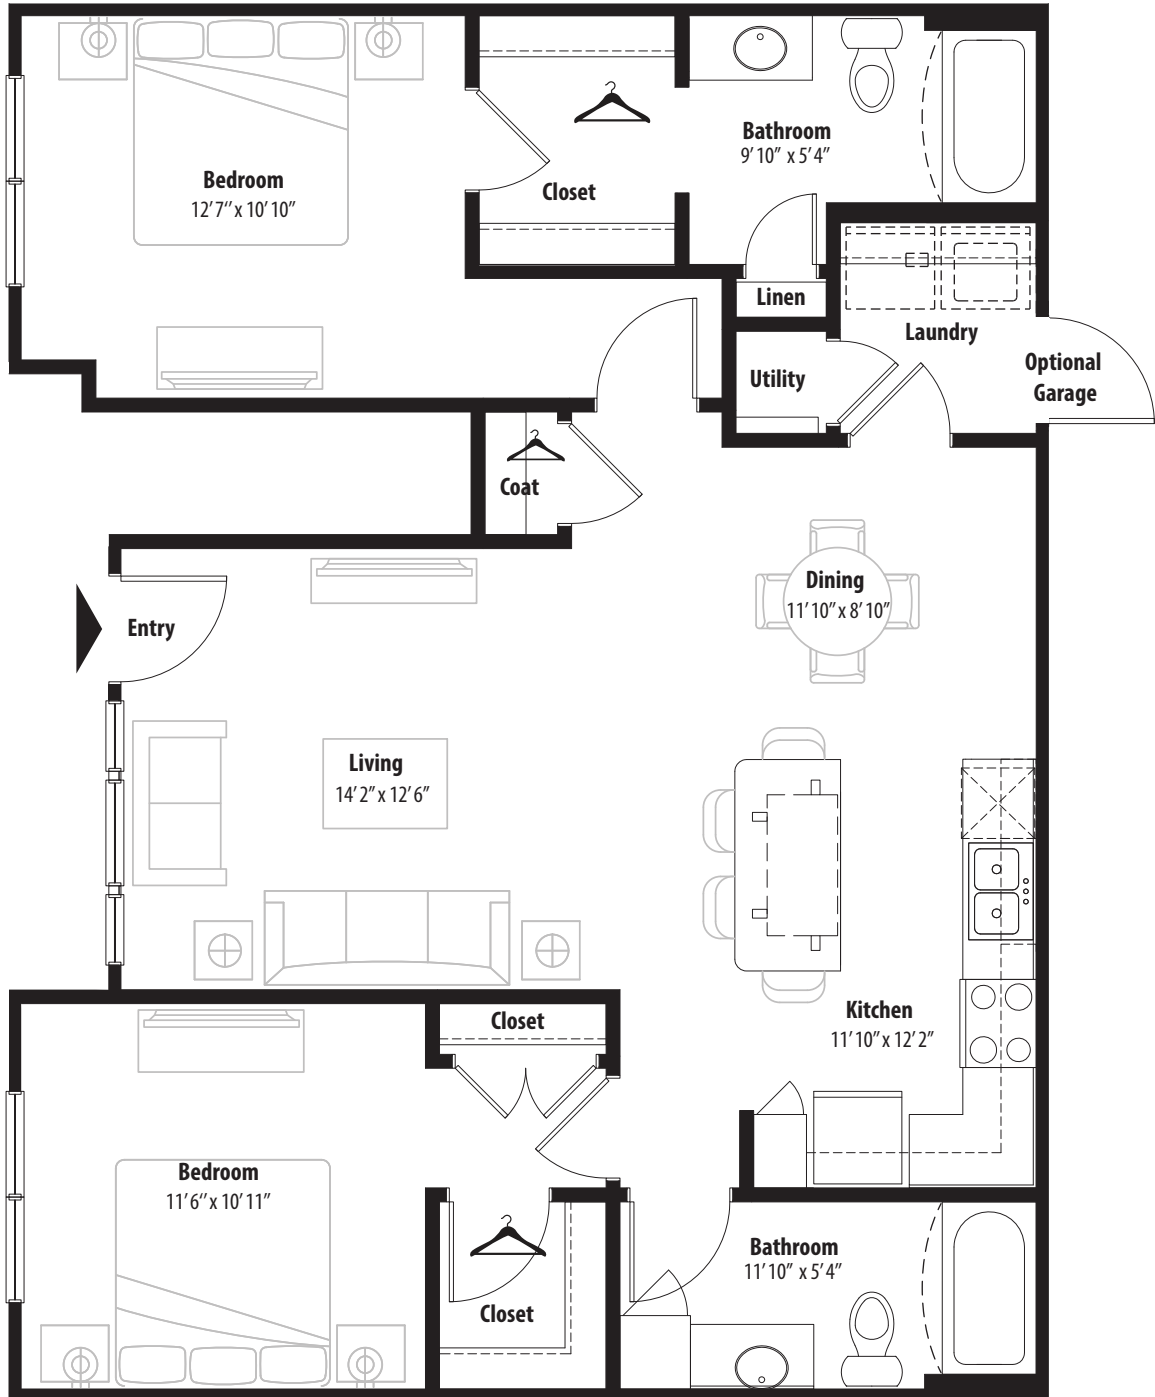 Bathroom
9' 10" x 5' 4"
Bedroom
12' 7" x 10' 10"
Closet
Linen
Laundry
Utility
Optional
Garage
Coat
Dining
11' 10" x 8' 10"
Entry
Living
14' 2" x 12' 6"
Kitchen
11' 10" x 12' 2"
Closet
Bedroom
11' 6" x 10' 11"
Bathroom
11' 10" x 5' 4"
Closet